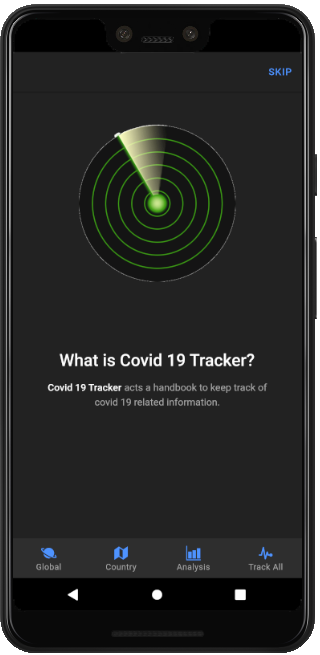 SKIP
What is Covid 19 Tracker?
Covid 19 Tracker acts a handbook to keep track of
covid 19 related information.
Global Country Analysis Track All